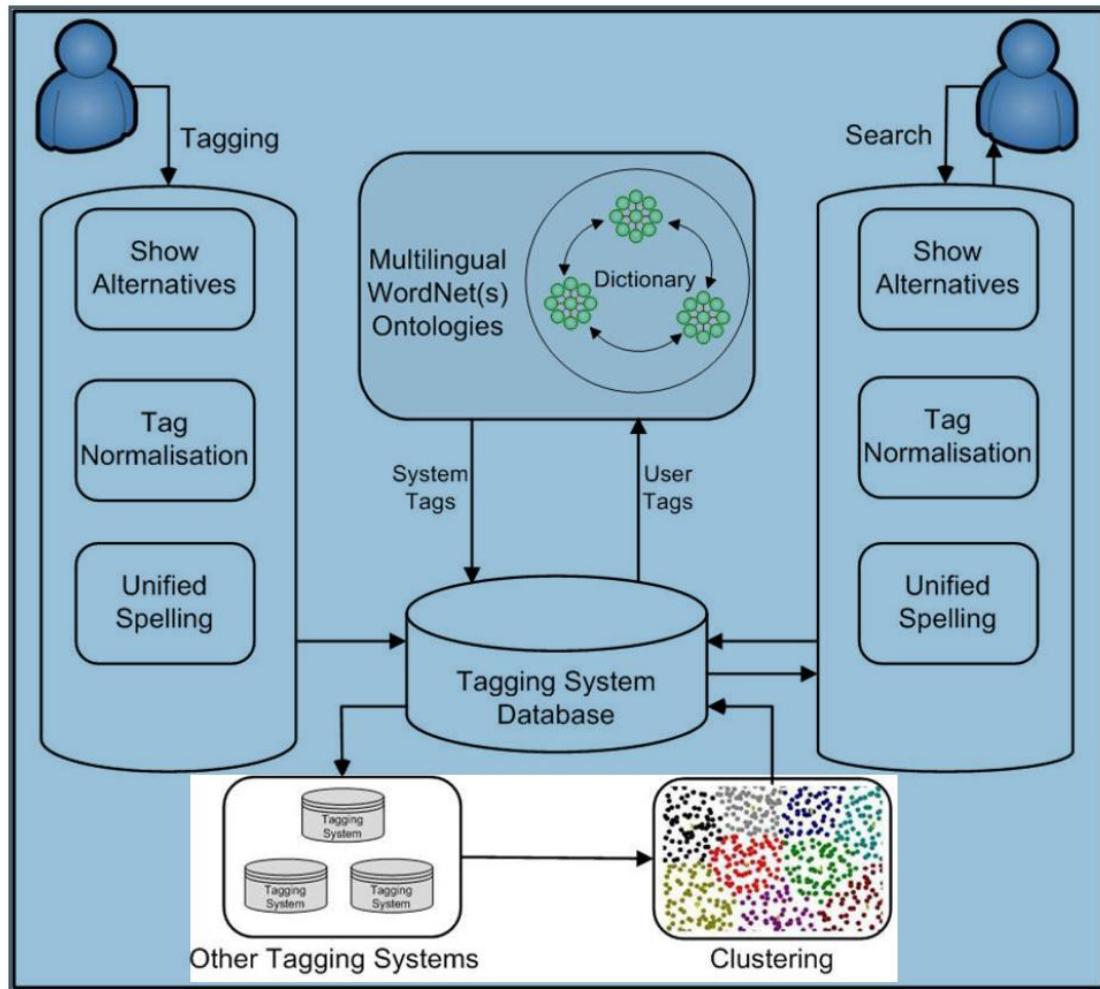 Tagging
Search
Show
Alternatives
Tag
Normalisation
Unified
Spelling
Multilingual
WordNet(s)
Ontologies
Dictionary
Show
Alternatives
Tag
Normalisation
Unified
Spelling
System
Tags
User
Tags
Tagging System
Database
Tagging
System
Tagging
System
Tagging
System
Other Tagging Systems
Clustering